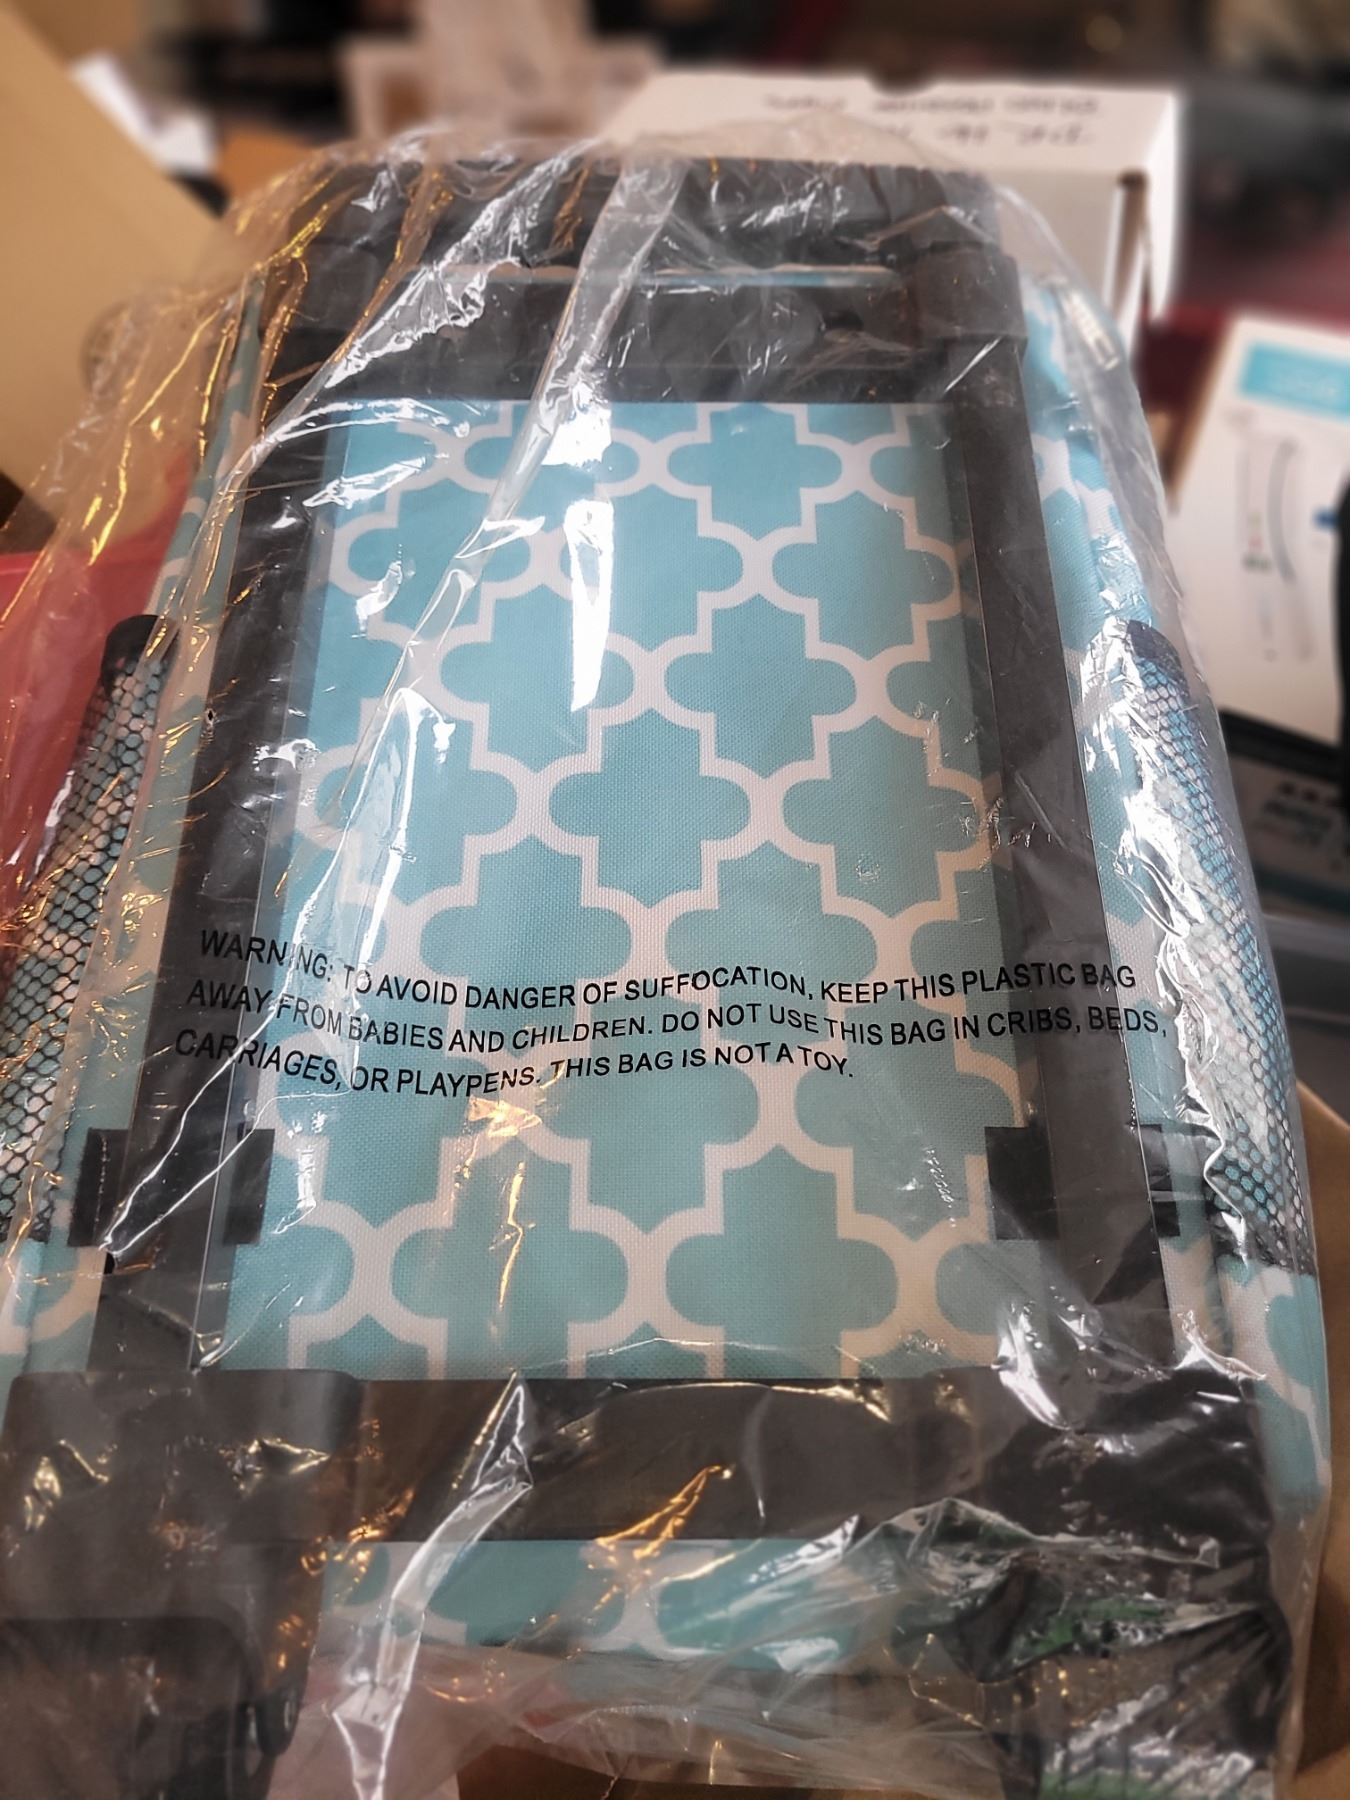 WARNING: TO AVOID DANGER OF SUFFOCATION, KEEP THIS PLASTIC BAG
AWAY FROM BABIES AND CHILDREN. DO NOT USE THIS BAG IN CRIBS, BEDS,
CARRIAGES, OR PLAYPENS. THIS BAG IS NOT A TOY.